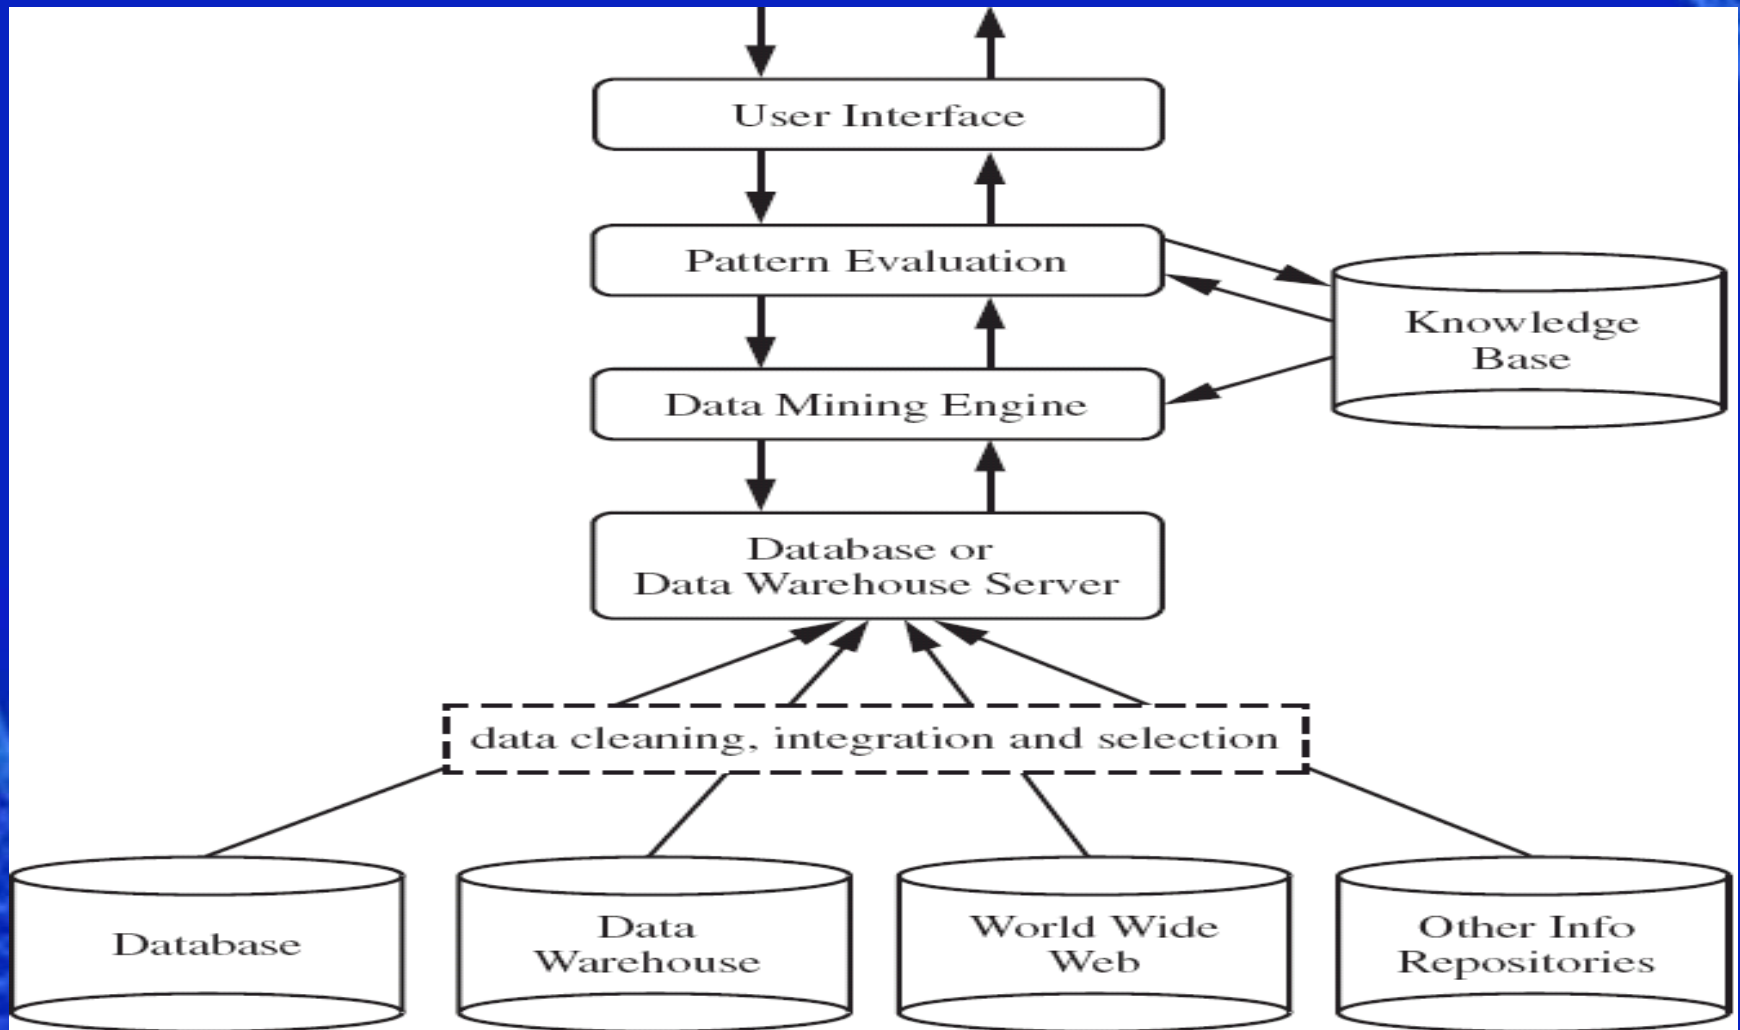 User Interface
Pattern Evaluation
Knowledge
Base
Data Mining Engine
Database or
Data Warehouse Server
data cleaning, integration and selection
Database
Data
Warehouse
World Wide
Web
Other Info
Repositories